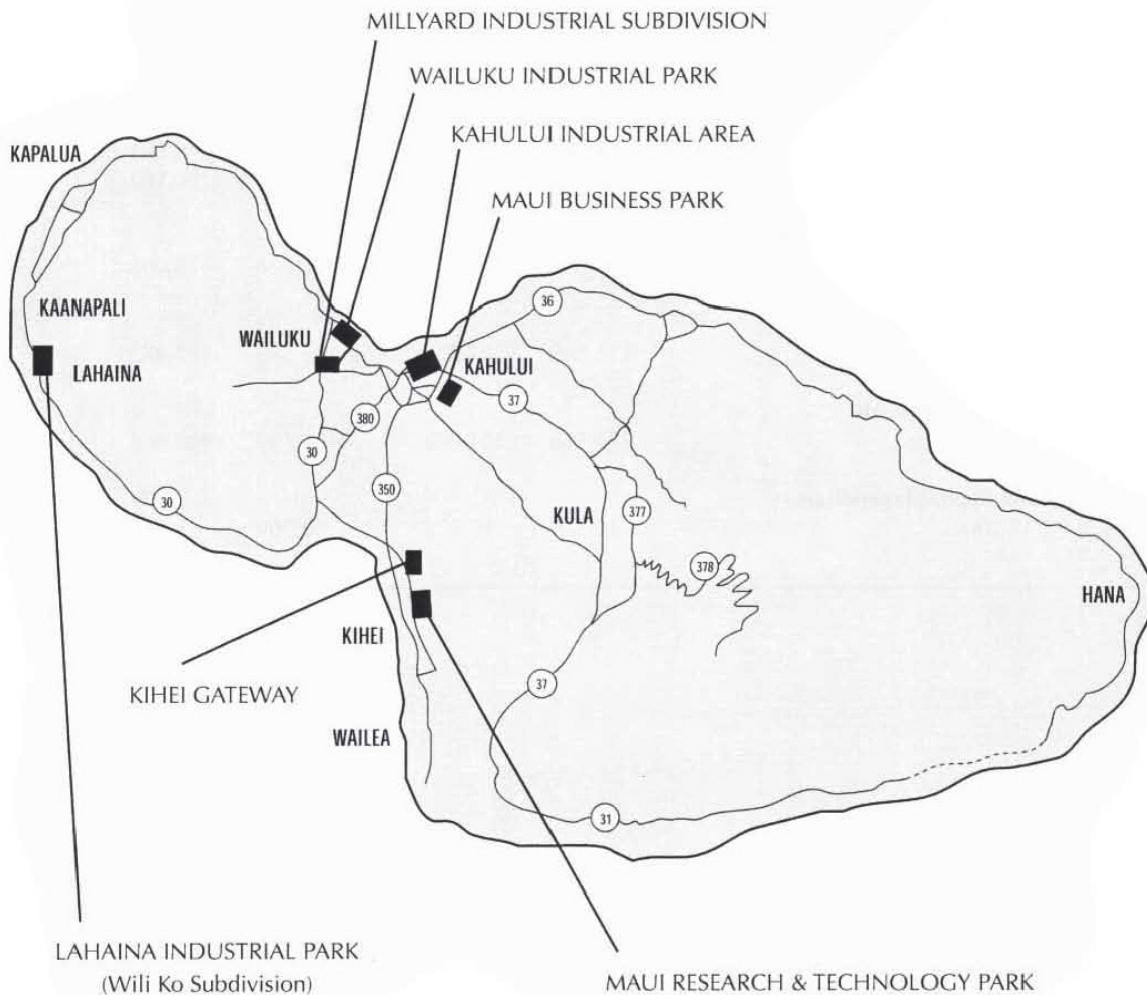 MILLYARD INDUSTRIAL SUBDIVISION
WAILUKU INDUSTRIAL PARK
KAHULUI INDUSTRIAL AREA
MAUI BUSINESS PARK
KAPALUA
36
KAANAPALI
WAILUKU
LAHAINA
KAHULUI
37
380
30
350
30
KULA
377
378
HANA
KIHEI
37
KIHEI GATEWAY
WAILEA
31
LAHAINA INDUSTRIAL PARK
(Wili Ko Subdivision)
MAUI RESEARCH & TECHNOLOGY PARK